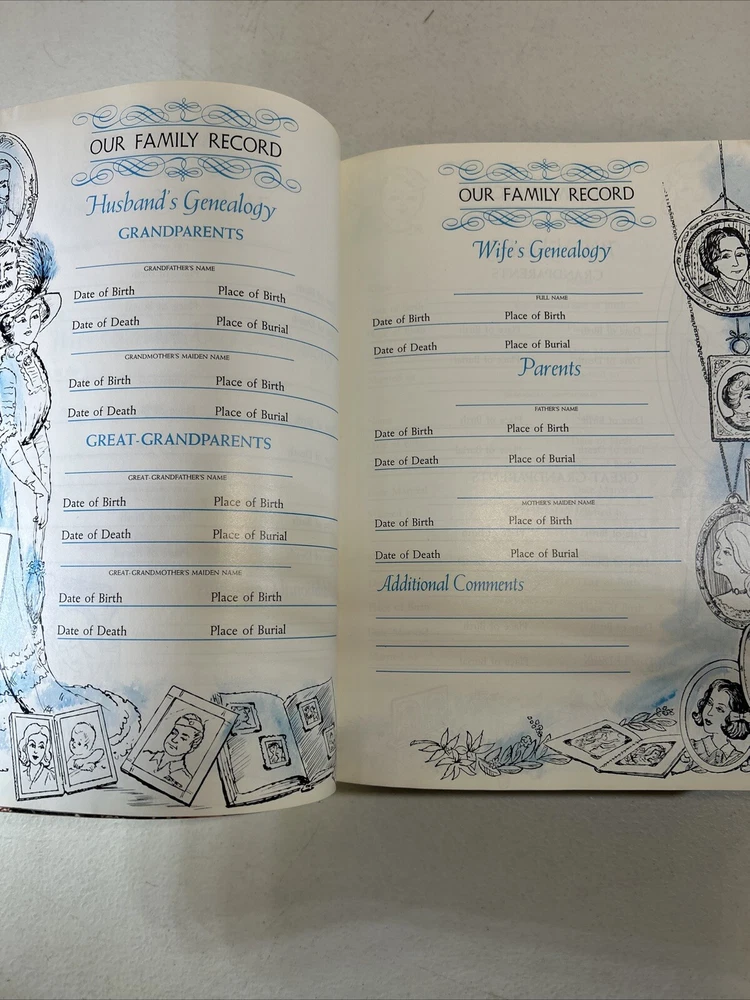 OUR FAMILY RECORD
Husband's Genealogy
GRANDPARENTS
GRANDFATHER'S NAME
Date of Birth Place of Birth
Date of Death Place of Burial
GRANDMOTHER'S MAIDEN NAME
Date of Birth Place of Birth
Date of Death Place of Burial
GREAT-GRANDPARENTS
GREAT-GRANDFATHER'S NAME
Date of Birth Place of Birth
Date of Death Place of Burial
GREAT-GRANDMOTHER'S MAIDEN NAME
Date of Birth Place of Birth
Date of Death Place of Burial
OUR FAMILY RECORD
Wife's Genealogy
FULL NAME
Date of Birth Place of Birth
Date of Death Place of Burial
Parents
FATHER'S NAME
Date of Birth Place of Birth
Date of Death Place of Burial
MOTHER'S MAIDEN NAME
Date of Birth Place of Birth
Date of Death Place of Burial
Additional Comments